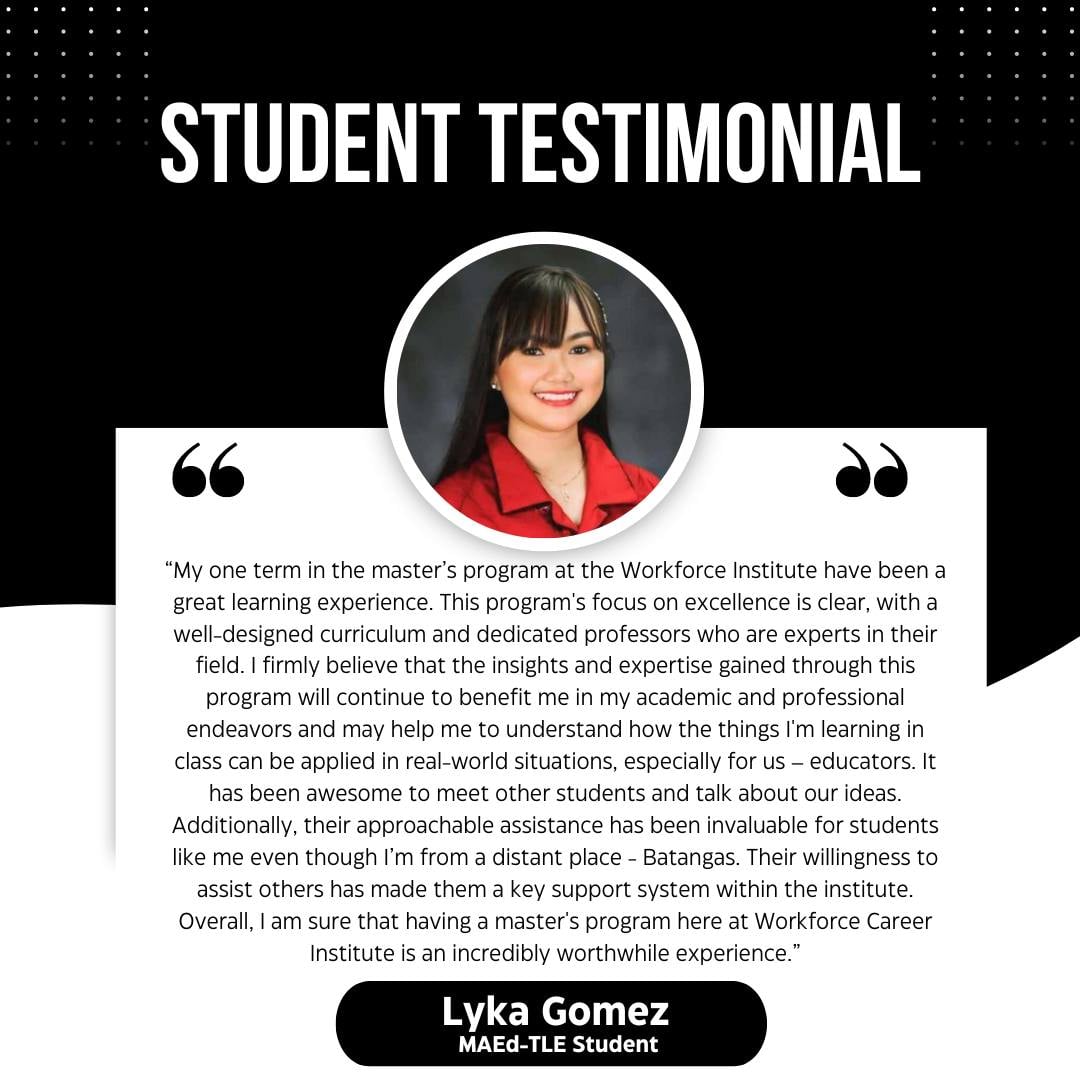 STUDENT TESTIMONIAL
“My one term in the master’s program at the Workforce Institute have been a
great learning experience. This program's focus on excellence is clear, with a
well-designed curriculum and dedicated professors who are experts in their
field. I firmly believe that the insights and expertise gained through this
program will continue to benefit me in my academic and professional
endeavors and may help me to understand how the things I'm learning in
class can be applied in real-world situations, especially for us – educators. It
has been awesome to meet other students and talk about our ideas.
Additionally, their approachable assistance has been invaluable for students
like me even though I’m from a distant place - Batangas. Their willingness to
assist others has made them a key support system within the institute.
Overall, I am sure that having a master's program here at Workforce Career
Institute is an incredibly worthwhile experience.”
Lyka Gomez
MAEd-TLE Student